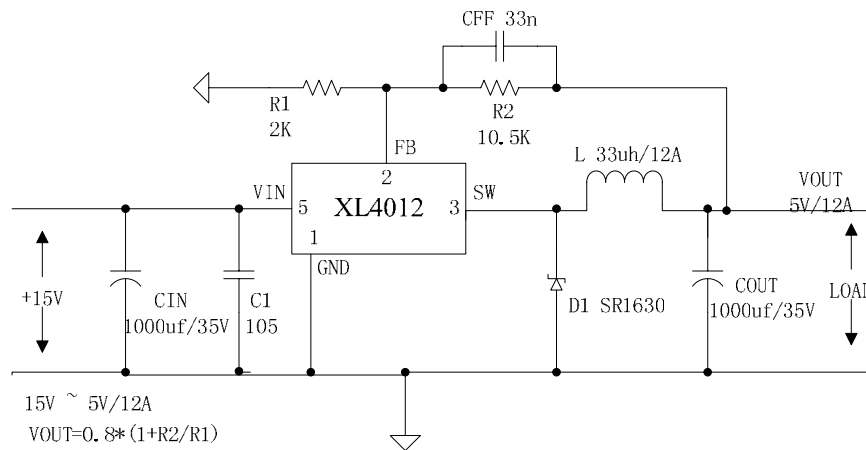 CFF 33n
R1
2K
R2
10.5K
FB
L 33uh/12A
2
VIN
SW
VOUT
5V/12A
5
XL4012
3
1
GND
+15V
CIN
1000uf/35V
C1
105
D1 SR1630
COUT
1000uf/35V
LOAD
15V ~ 5V/12A
VOUT=0.8*(1+R2/R1)